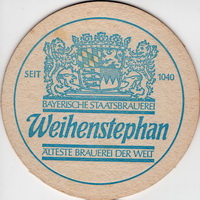 SEIT 1040
BAYERISCHE STAATSBRAUEREI
Weihenstephan
ÄLTESTE BRAUEREI DER WELT